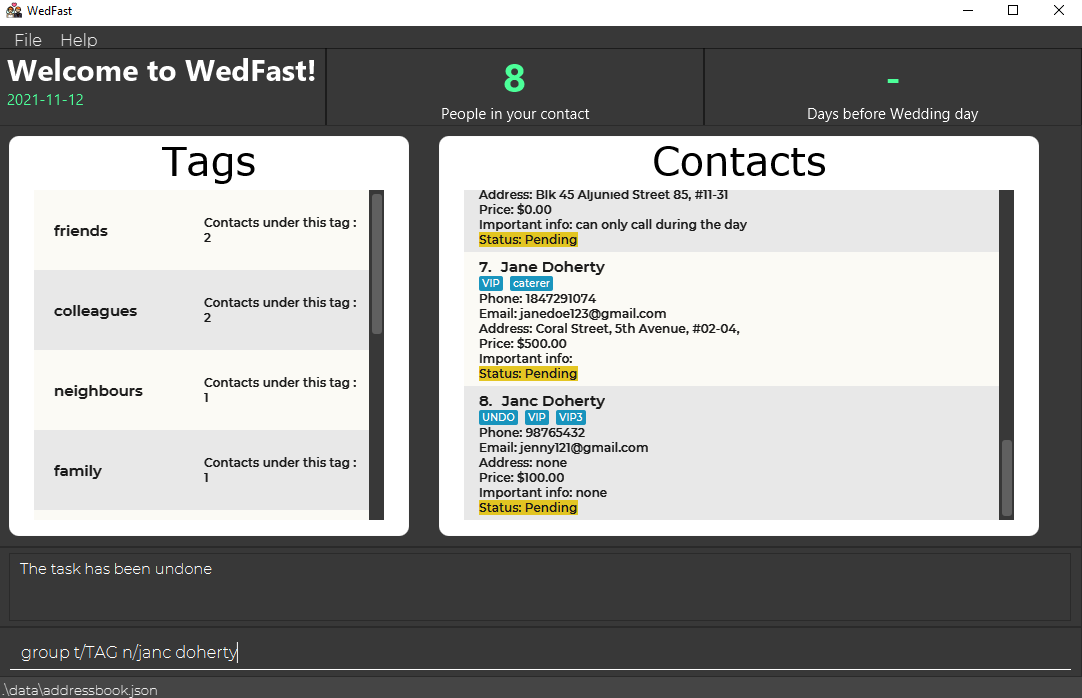 WedFast
File Help
Welcome to WedFast!
2021-11-12
8
People in your contact
-
Days before Wedding day
Tags
friends
Contacts under this tag :
2
colleagues
Contacts under this tag :
2
neighbours
Contacts under this tag :
1
family
Contacts under this tag :
1
Contacts
Address: Blk 45 Aljunied Street 85, #11-31
Price: $0.00
Important info: can only call during the day
Status: Pending
7. Jane Doherty
VIP caterer
Phone: 1847291074
Email: janedoe123@gmail.com
Address: Coral Street, 5th Avenue, #02-04,
Price: $500.00
Important info:
Status: Pending
8. Janc Doherty
UNDO VIP VIP3
Phone: 98765432
Email: jenny121@gmail.com
Address: none
Price: $100.00
Important info: none
Status: Pending
The task has been undone
group t/TAG n/janc doherty
.\data\addressbook.json